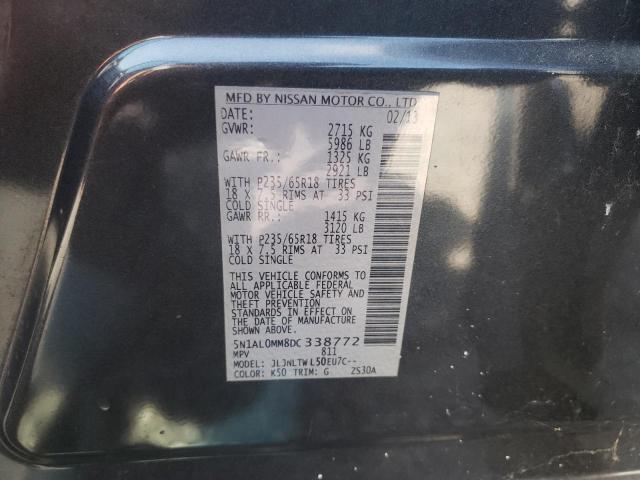 MFD BY NISSAN MOTOR CO., LTD.
DATE: 02/13
GVWR: 2715 KG
5986 LB
GAWR FR.: 1325 KG
2921 LB
WITH P235/65R18 TIRES
18 X 7.5 RIMS AT 33 PSI
COLD SINGLE
GAWR RR.: 1415 KG
3120 LB
WITH P235/65R18 TIRES
18 X 7.5 RIMS AT 33 PSI
COLD SINGLE
THIS VEHICLE CONFORMS TO
ALL APPLICABLE FEDERAL
MOTOR VEHICLE SAFETY AND
THEFT PREVENTION
STANDARDS IN EFFECT ON
THE DATE OF MANUFACTURE
SHOWN ABOVE.
5N1AL0MM8DC338772
MPV 811
MODEL: JLJNLTWL50EU7C--
COLOR: K50 TRIM: G ZS30A